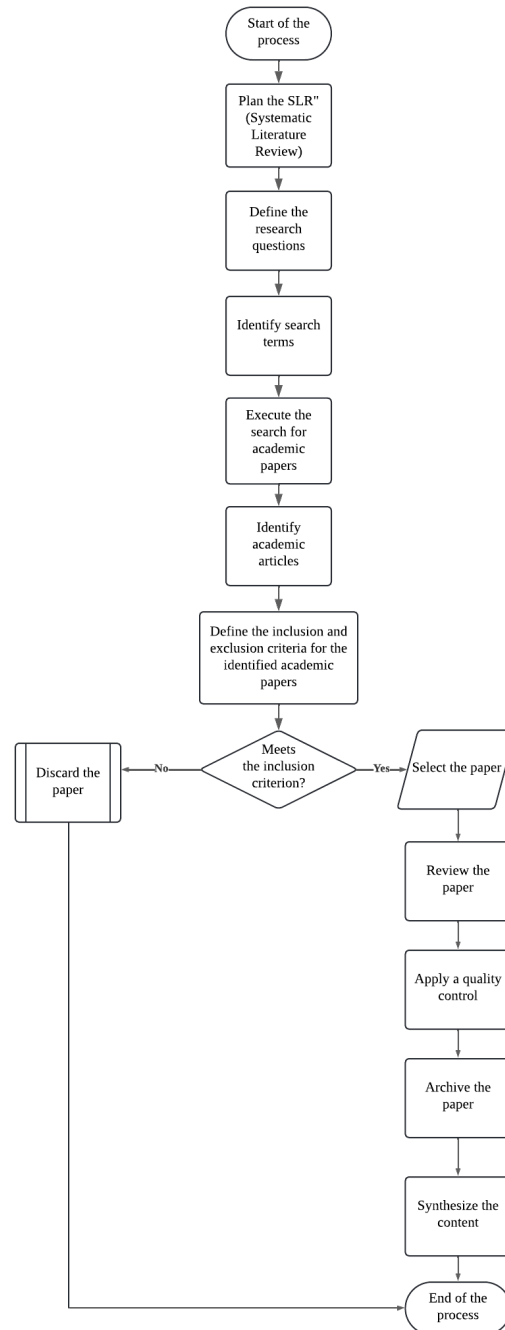 Start of the
process
Plan the SLR"
(Systematic
Literature
Review)
Define the
research
questions
Identify search
terms
Execute the
search for
academic
papers
Identify
academic
articles
Define the inclusion and
exclusion criteria for the
identified academic
papers
Meets
the inclusion
criterion?
No
Yes
Discard the
paper
Select the paper
Review the
paper
Apply a quality
control
Archive the
paper
Synthesize the
content
End of the
process